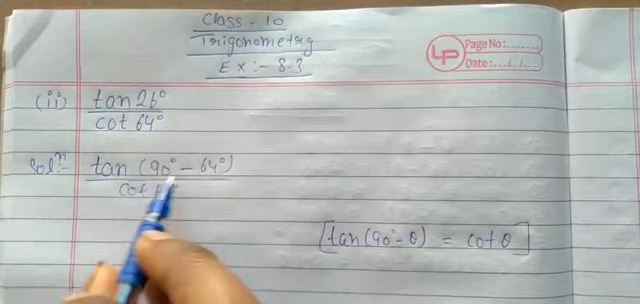 Class - 10
Trigonometry
Ex :- 8.3
LP
Page No:.......
Date:.../.../...
(ii) tan 26°
cot 64°
Solⁿ:- tan (90° - 64°)
cot
[tan(90° - θ) = cot θ]